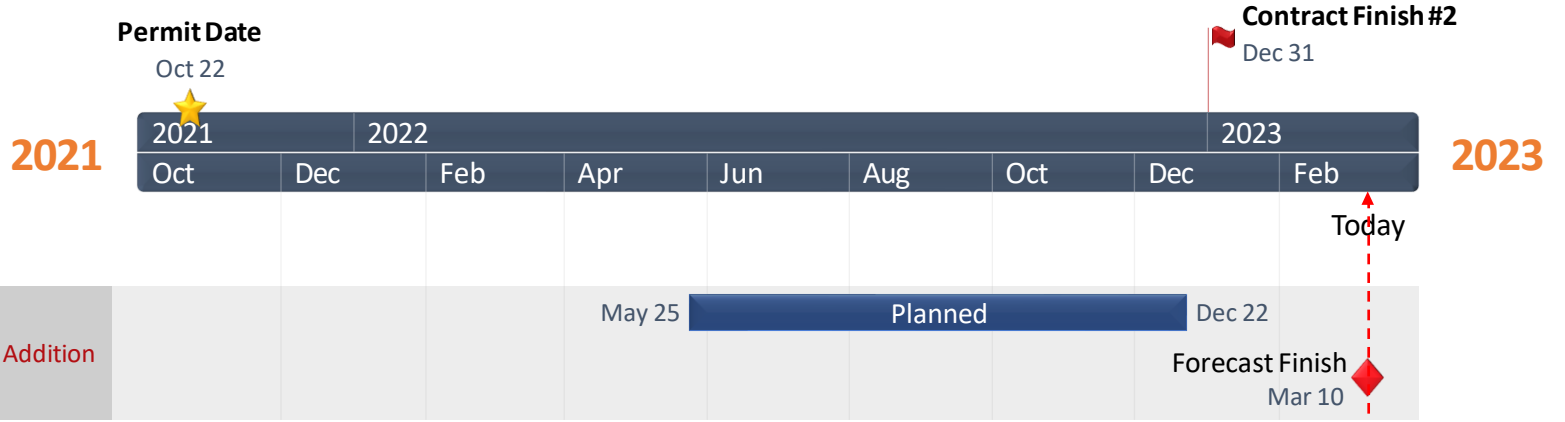 Permit Date
Oct 22
Contract Finish #2
Dec 31
2021
2021 2022 2023
2023
Oct Dec Feb Apr Jun Aug Oct Dec Feb
Today
Addition
May 25 Planned Dec 22
Forecast Finish
Mar 10